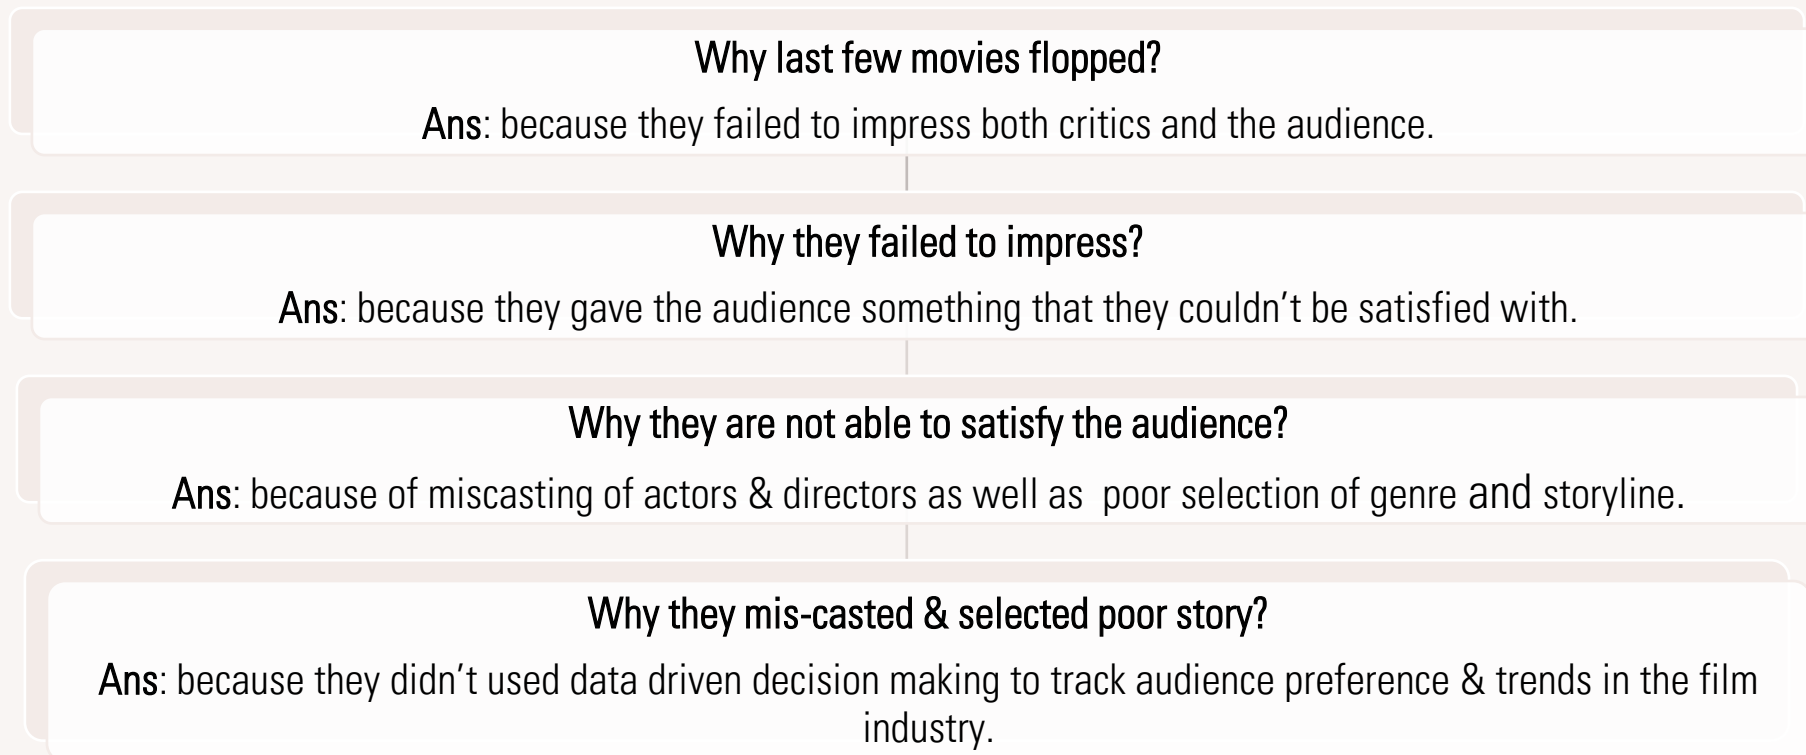 Why last few movies flopped?
Ans: because they failed to impress both critics and the audience.
Why they failed to impress?
Ans: because they gave the audience something that they couldn’t be satisfied with.
Why they are not able to satisfy the audience?
Ans: because of miscasting of actors & directors as well as  poor selection of genre and storyline.
Why they mis-casted & selected poor story?
Ans: because they didn’t used data driven decision making to track audience preference & trends in the film
industry.